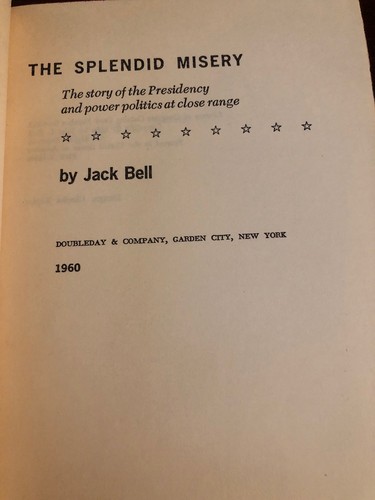 THE SPLENDID MISERY
The story of the Presidency
and power politics at close range
☆ ☆ ☆ ☆ ☆ ☆ ☆ ☆ ☆
by Jack Bell
DOUBLEDAY & COMPANY, GARDEN CITY, NEW YORK
1960